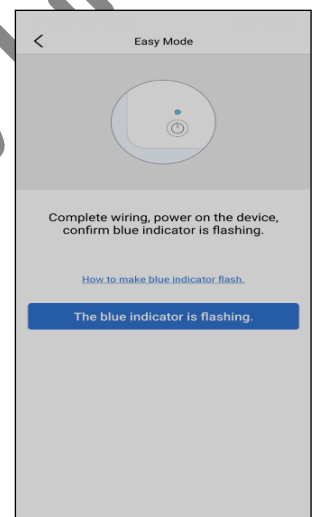 Easy Mode
Complete wiring, power on the device,
confirm blue indicator is flashing.
How to make blue indicator flash.
The blue indicator is flashing.